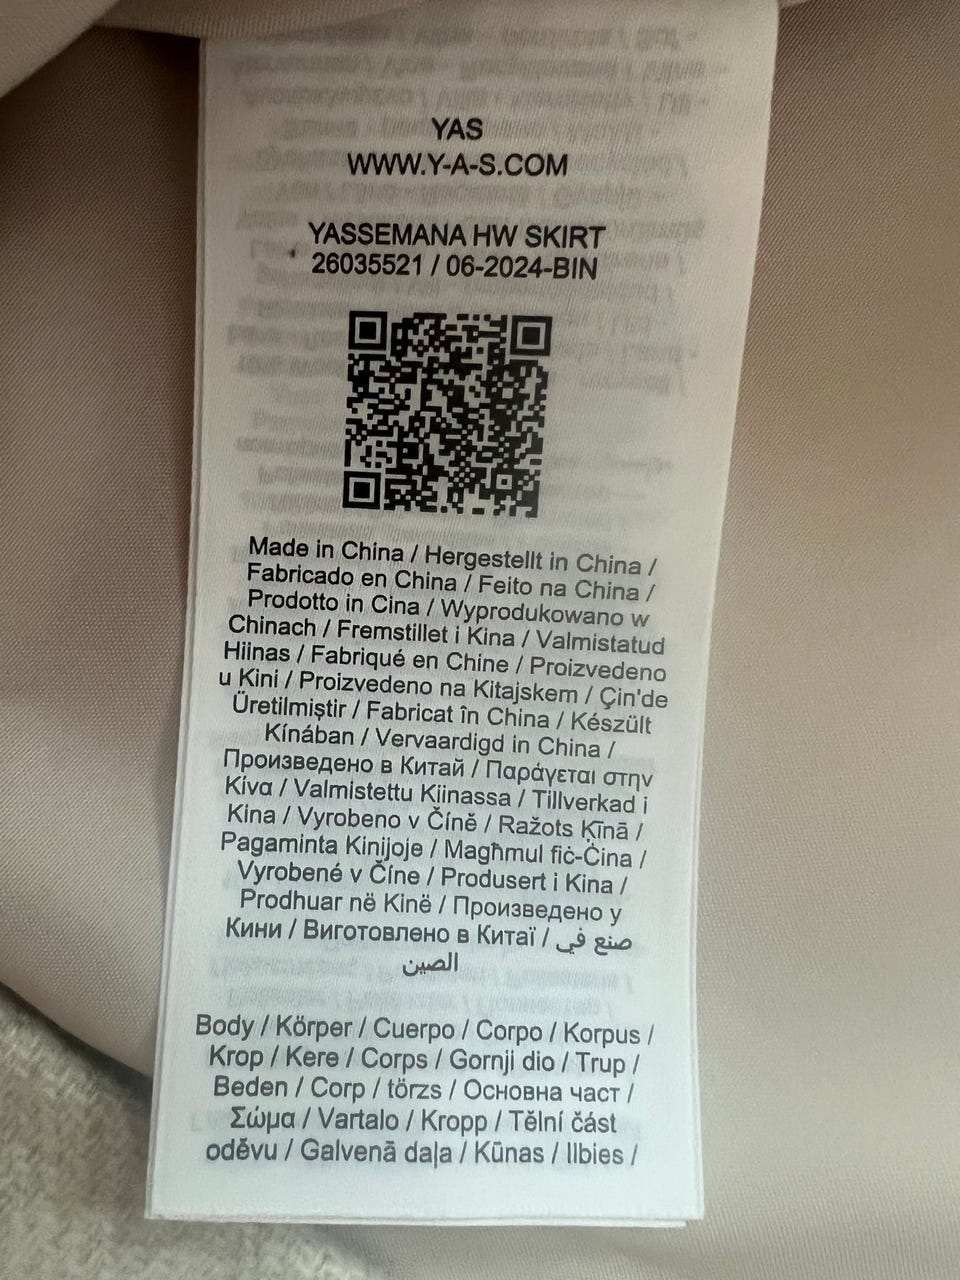 YAS
WWW.Y-A-S.COM
YASSEMANA HW SKIRT
26035521 / 06-2024-BIN
Made in China / Hergestellt in China /
Fabricado en China / Feito na China /
Prodotto in Cina / Wyprodukowano w
Chinach / Fremstillet i Kina / Valmistatud
Hiinas / Fabriqué en Chine / Proizvedeno
u Kini / Proizvedeno na Kitajskem / Çin'de
Üretilmiştir / Fabricat în China / Készült
Kínában / Vervaardigd in China /
Произведено в Китай / Παράγεται στην
Κίνα / Valmistettu Kiinassa / Tillverkad i
Kina / Vyrobeno v Číně / Ražots Ķīnā /
Pagaminta Kinijoje / Magħmul fiċ-Ċina /
Vyrobené v Číne / Produsert i Kina /
Prodhuar në Kinë / Произведено у
Кини / Виготовлено в Китаї / صنع في
الصين
Body / Körper / Cuerpo / Corpo / Korpus /
Krop / Kere / Corps / Gornji dio / Trup /
Beden / Corp / törzs / Основна част /
Σώμα / Vartalo / Kropp / Tělní část
oděvu / Galvenā daļa / Kūnas / Ilbies /